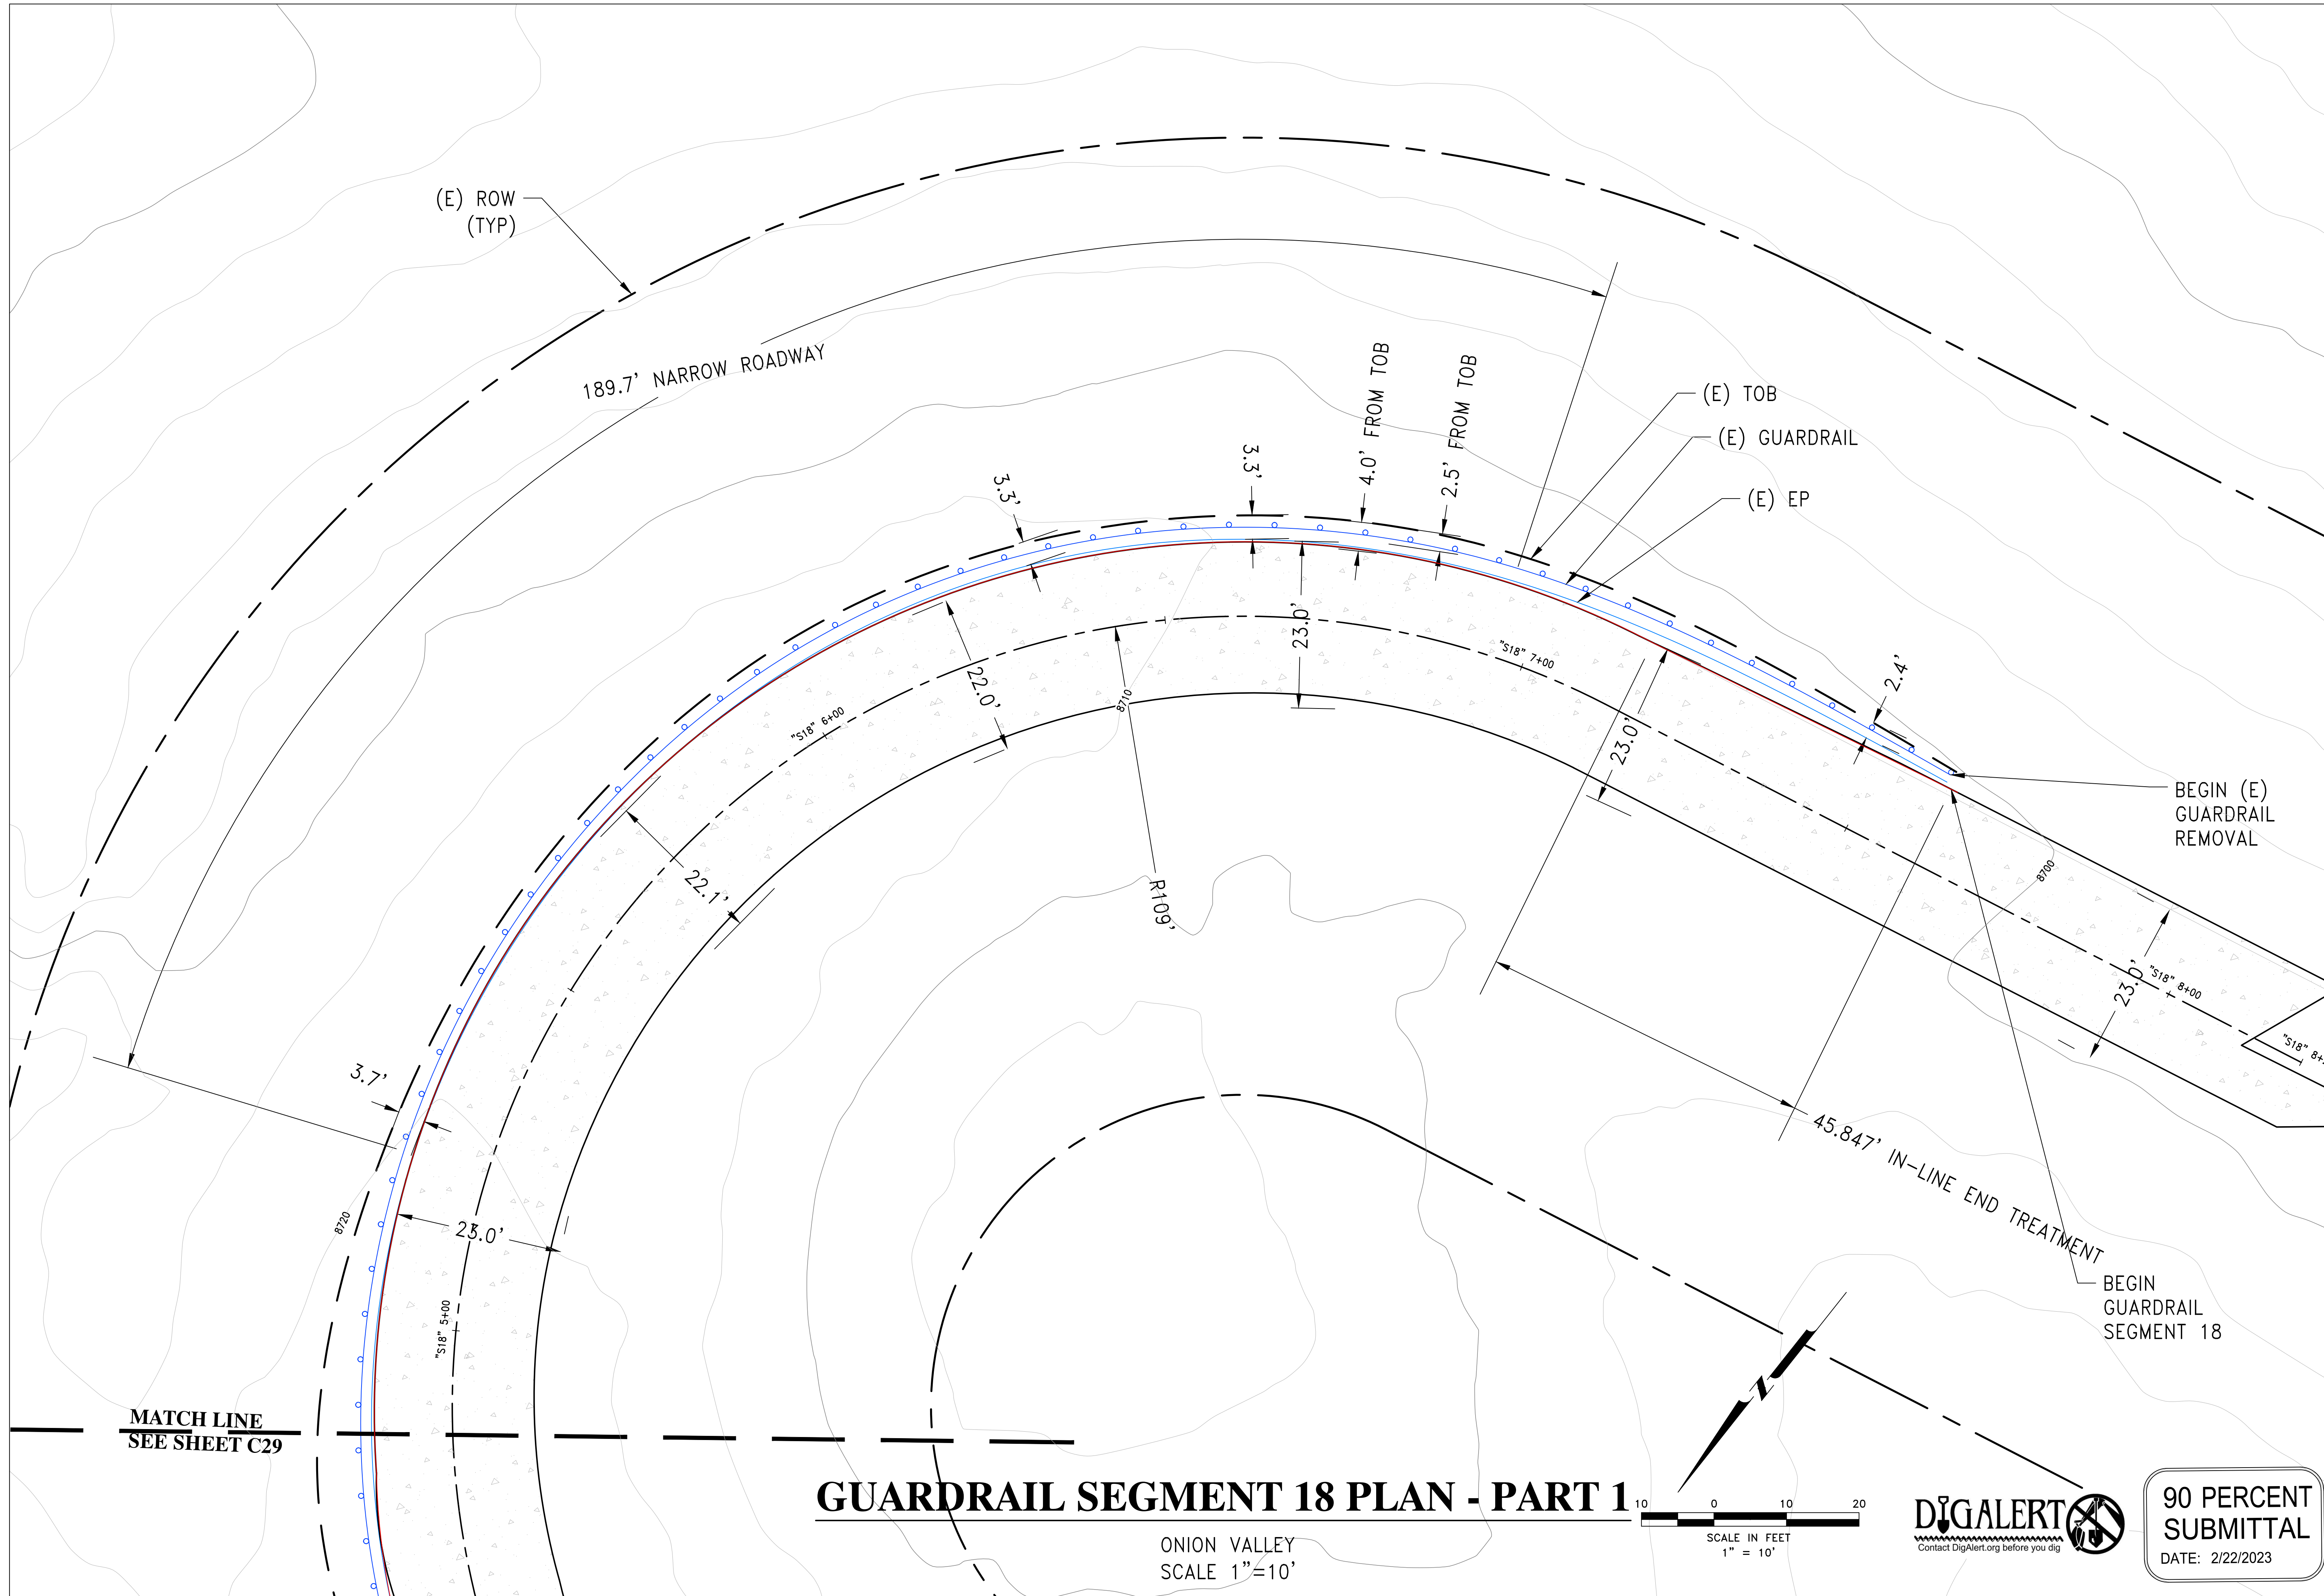 (E) ROW
(TYP)
189.7' NARROW ROADWAY
3.3'
3.3'
4.0' FROM TOB
2.5' FROM TOB
(E) TOB
(E) GUARDRAIL
(E) EP
23.0'
22.0'
"S18" 7+00
2.4'
"S18" 6+00
8710
23.0'
BEGIN (E)
GUARDRAIL
REMOVAL
22.1'
R109'
8700
23.0'
"S18" 8+00
3.7'
45.847' IN-LINE END TREATMENT
8720
23.0'
"S18" 5+00
BEGIN
GUARDRAIL
SEGMENT 18
MATCH LINE
SEE SHEET C29
GUARDRAIL SEGMENT 18 PLAN - PART 1
ONION VALLEY
SCALE 1"=10'
10 0 10 20
SCALE IN FEET
1" = 10'
DIGALERT
Contact DigAlert.org before you dig
90 PERCENT
SUBMITTAL
DATE: 2/22/2023